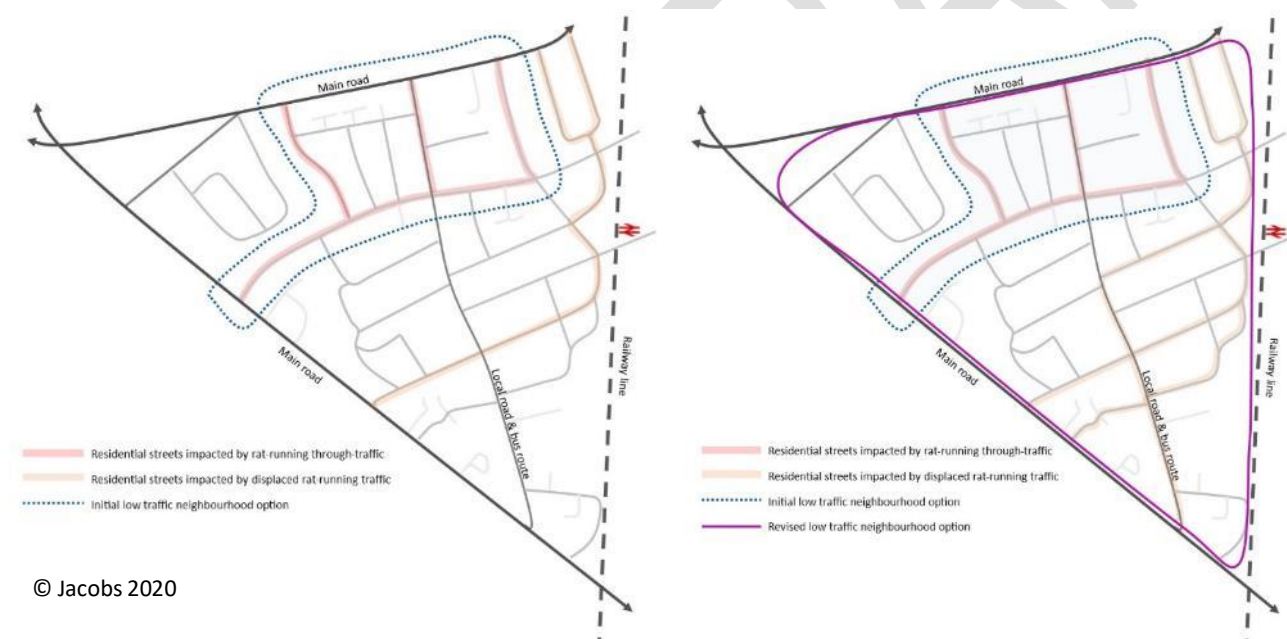 Main road
Main road
Local road & bus route
Railway line
Residential streets impacted by rat-running through-traffic
Residential streets impacted by displaced rat-running traffic
Initial low traffic neighbourhood option
© Jacobs 2020
Main road
Main road
Local road & bus route
Railway line
Residential streets impacted by rat-running through-traffic
Residential streets impacted by displaced rat-running traffic
Initial low traffic neighbourhood option
Revised low traffic neighbourhood option